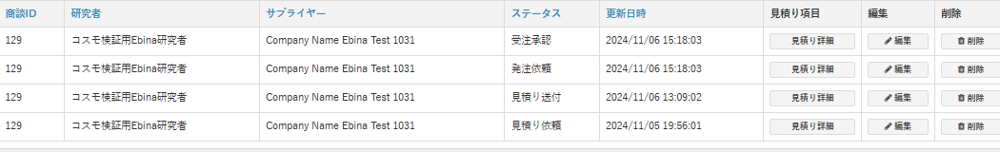 商談ID 研究者 サプライヤー ステータス 更新日時 見積り項目 編集 削除
129 コスモ検証用Ebina研究者 Company Name Ebina Test 1031 受注承認 2024/11/06 15:18:03 見積り詳細 編集 削除
129 コスモ検証用Ebina研究者 Company Name Ebina Test 1031 発注依頼 2024/11/06 15:18:03 見積り詳細 編集 削除
129 コスモ検証用Ebina研究者 Company Name Ebina Test 1031 見積り送付 2024/11/06 13:09:02 見積り詳細 編集 削除
129 コスモ検証用Ebina研究者 Company Name Ebina Test 1031 見積り依頼 2024/11/05 19:56:01 見積り詳細 編集 削除